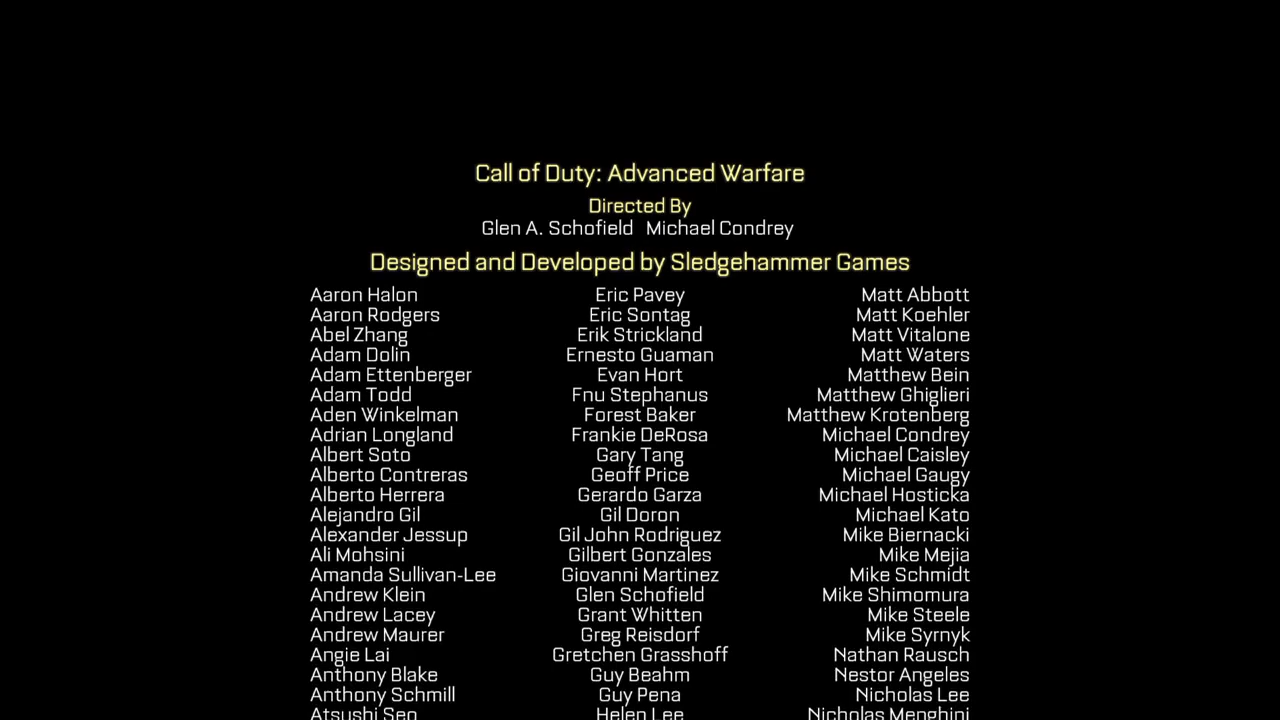 Call of Duty: Advanced Warfare
Directed By
Glen A. Schofield Michael Condrey
Designed and Developed by Sledgehammer Games
Aaron Halon Eric Pavey Matt Abbott
Aaron Rodgers Eric Sontag Matt Koehler
Abel Zhang Erik Strickland Matt Vitalone
Adam Dolin Ernesto Guaman Matt Waters
Adam Ettenberger Evan Hort Matthew Bein
Adam Todd Fnu Stephanus Matthew Ghiglieri
Aden Winkelman Forest Baker Matthew Krotenberg
Adrian Longland Frankie DeRosa Michael Condrey
Albert Soto Gary Tang Michael Caisley
Alberto Contreras Geoff Price Michael Gaugy
Alberto Herrera Gerardo Garza Michael Hosticka
Alejandro Gil Gil Doron Michael Kato
Alexander Jessup Gil John Rodriguez Mike Biernacki
Ali Mohsini Gilbert Gonzales Mike Mejia
Amanda Sullivan-Lee Giovanni Martinez Mike Schmidt
Andrew Klein Glen Schofield Mike Shimomura
Andrew Lacey Grant Whitten Mike Steele
Andrew Maurer Greg Reisdorf Mike Syrnyk
Angie Lai Gretchen Grasshoff Nathan Rausch
Anthony Blake Guy Beahm Nestor Angeles
Anthony Schmill Guy Pena Nicholas Lee
Atsushi Seo Helen Lee Nicholas Menghini